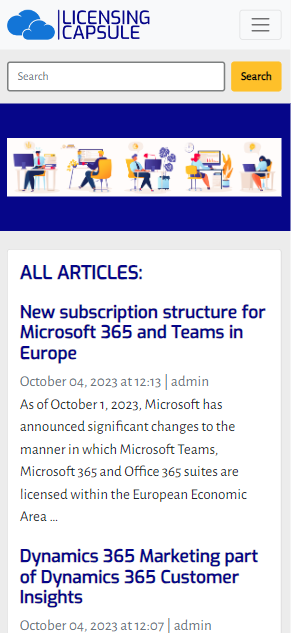 LICENSING
CAPSULE
Search
Search
ALL ARTICLES:
New subscription structure for
Microsoft 365 and Teams in
Europe
October 04, 2023 at 12:13 | admin
As of October 1, 2023, Microsoft has
announced significant changes to the
manner in which Microsoft Teams,
Microsoft 365 and Office 365 suites are
licensed within the European Economic
Area ...
Dynamics 365 Marketing part
of Dynamics 365 Customer
Insights
October 04, 2023 at 12:07 | admin